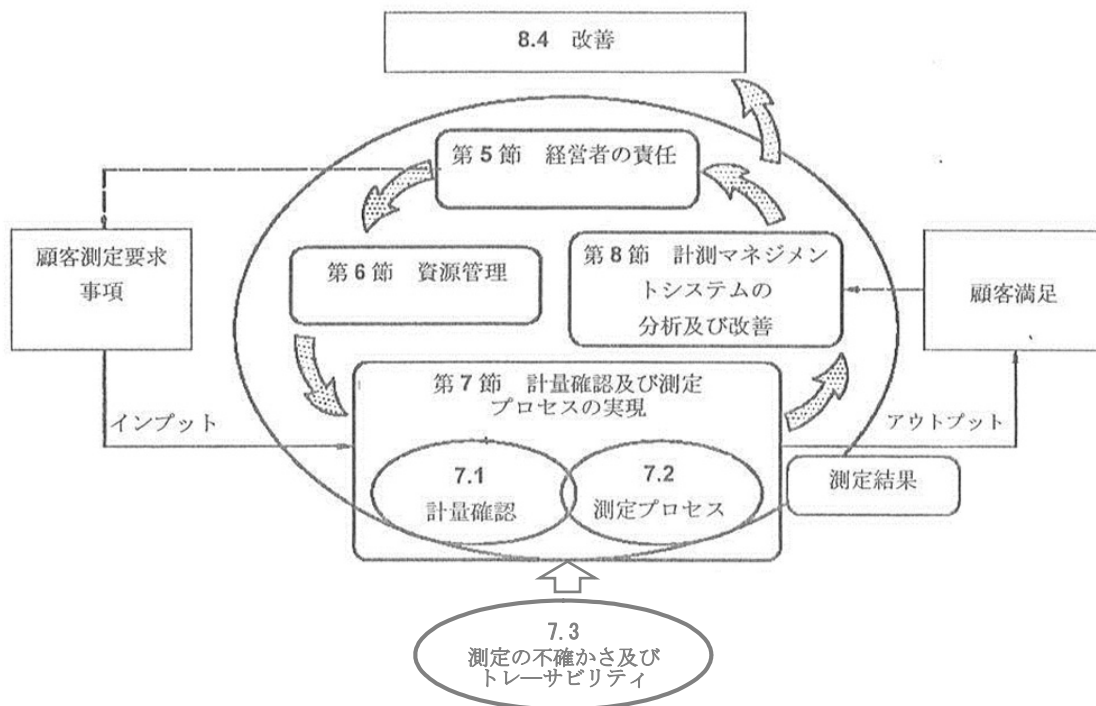 8.4 改善
第5節 経営者の責任
顧客測定要求
事項
第6節 資源管理
第8節 計測マネジメン
トシステムの
分析及び改善
顧客満足
第7節 計量確認及び測定
プロセスの実現
インプット
アウトプット
7.1
計量確認
7.2
測定プロセス
測定結果
7.3
測定の不確かさ及び
トレーサビリティ